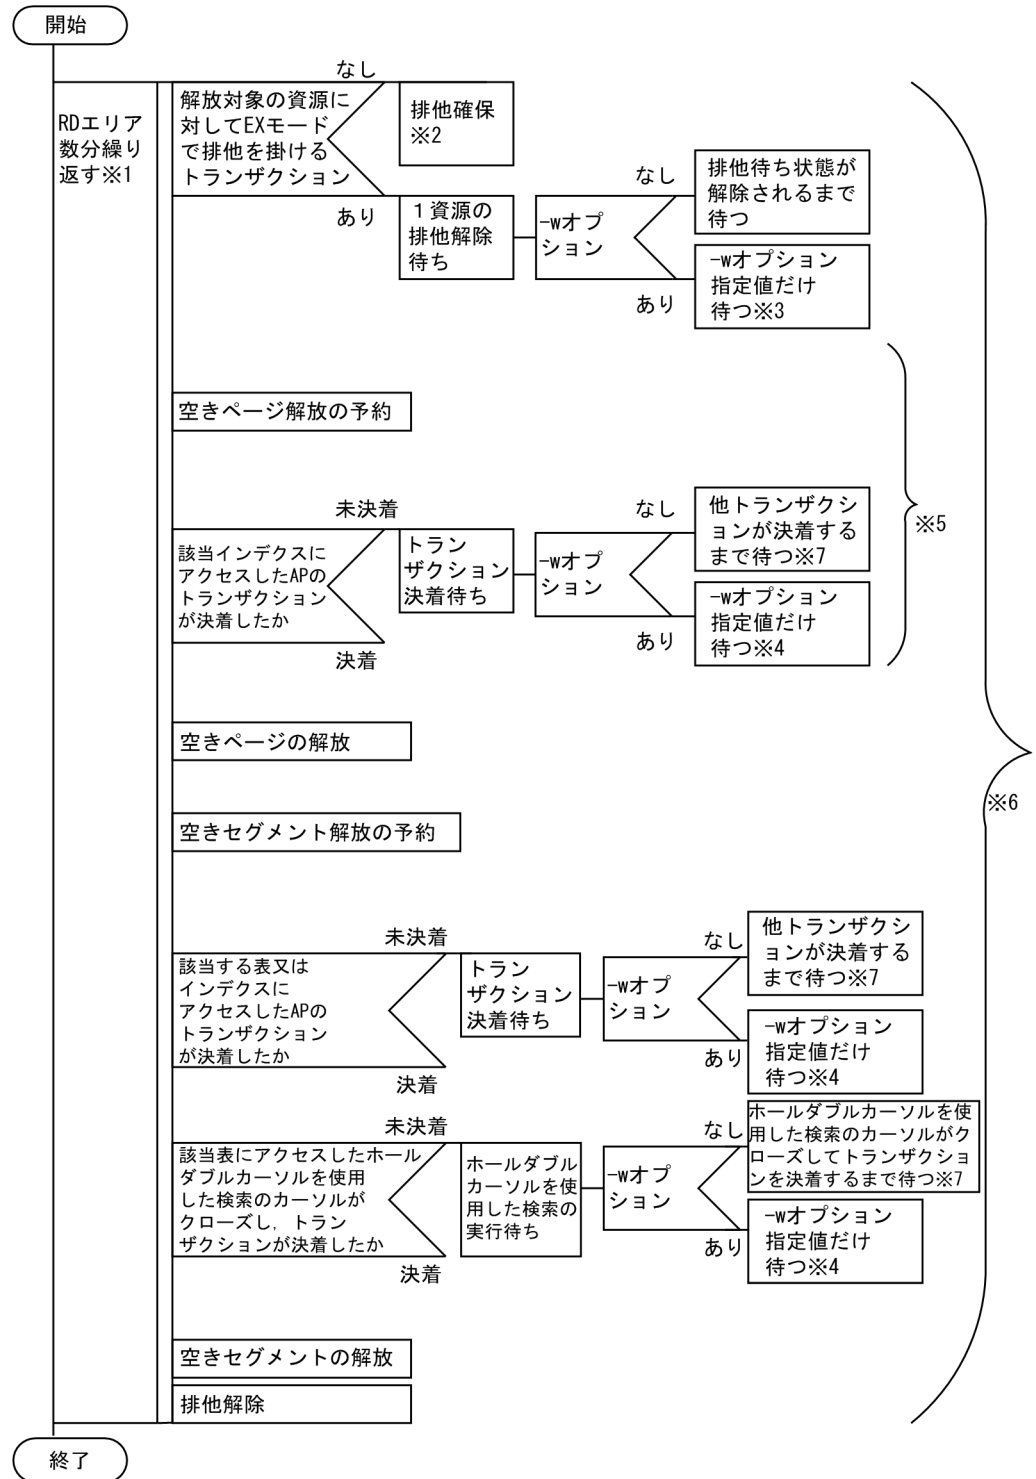 開始
RDエリア
数分繰り
返す※1
なし
解放対象の資源に
対してEXモード
で排他を掛ける
トランザクション
排他確保
※2
あり
1資源の
排他解除
待ち
-wオプ
ション
なし
排他待ち状態が
解除されるまで
待つ
あり
-wオプション
指定値だけ
待つ※3
空きページ解放の予約
※5
未決着
該当インデクスに
アクセスしたAPの
トランザクション
が決着したか
決着
トラン
ザクション
決着待ち
-wオプ
ション
なし
他トランザクシ
ョンが決着する
まで待つ※7
あり
-wオプション
指定値だけ
待つ※4
空きページの解放
※6
空きセグメント解放の予約
未決着
該当する表又は
インデクスに
アクセスしたAPの
トランザクション
が決着したか
決着
トラン
ザクション
決着待ち
-wオプ
ション
なし
他トランザクシ
ョンが決着する
まで待つ※7
あり
-wオプション
指定値だけ
待つ※4
未決着
該当表にアクセスしたホール
ダブルカーソルを使用
した検索のカーソルが
クローズし，トラン
ザクションが決着したか
決着
ホールダブル
カーソルを使
用した検索の
実行待ち
-wオプ
ション
なし
ホールダブルカーソルを使
用した検索のカーソルがク
ローズしてトランザクショ
ンを決着するまで待つ※7
あり
-wオプション
指定値だけ
待つ※4
空きセグメントの解放
排他解除
終了